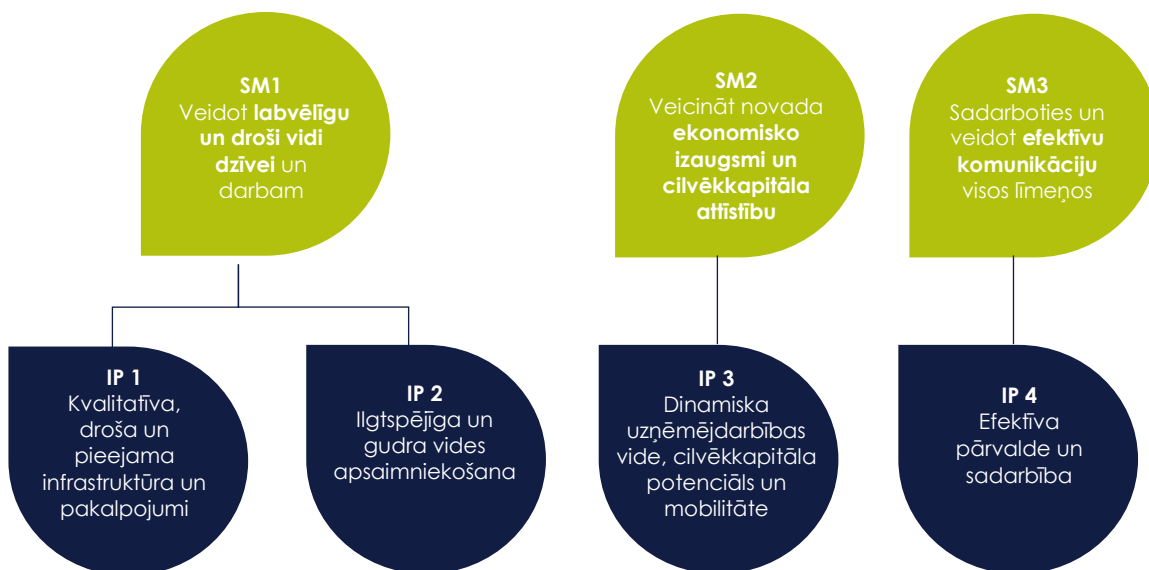 SM1
Veidot labvēlīgu
un droši vidi
dzīvei un
darbam
SM2
Veicināt novada
ekonomisko
izaugsmi un
cilvēkkapitāla
attīstību
SM3
Sadarboties un
veidot efektīvu
komunikāciju
visos līmeņos
IP 1
Kvalitatīva,
droša un
pieejama
infrastruktūra un
pakalpojumi
IP 2
Ilgtspējīga un
gudra vides
apsaimniekošana
IP 3
Dinamiska
uzņēmējdarbības
vide, cilvēkkapitāla
potenciāls un
mobilitāte
IP 4
Efektīva
pārvalde un
sadarbība